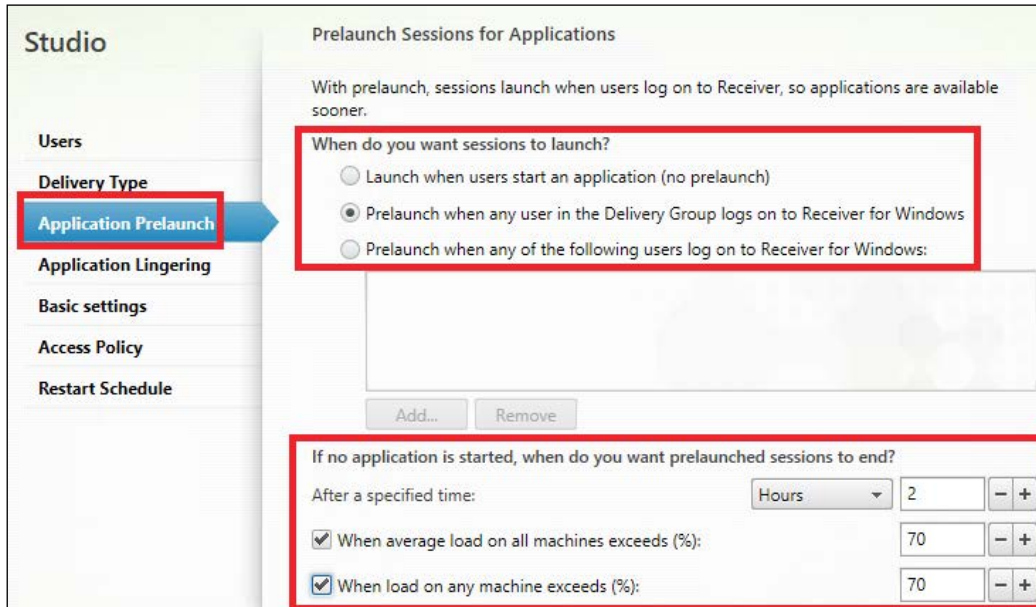 Studio
Users
Delivery Type
Application Prelaunch
Application Lingering
Basic settings
Access Policy
Restart Schedule
Prelaunch Sessions for Applications
With prelaunch, sessions launch when users log on to Receiver, so applications are available
sooner.
When do you want sessions to launch?
Launch when users start an application (no prelaunch)
Prelaunch when any user in the Delivery Group logs on to Receiver for Windows
Prelaunch when any of the following users log on to Receiver for Windows:
Add... Remove
If no application is started, when do you want prelaunched sessions to end?
After a specified time: Hours 2 - +
When average load on all machines exceeds (%): 70 - +
When load on any machine exceeds (%): 70 - +